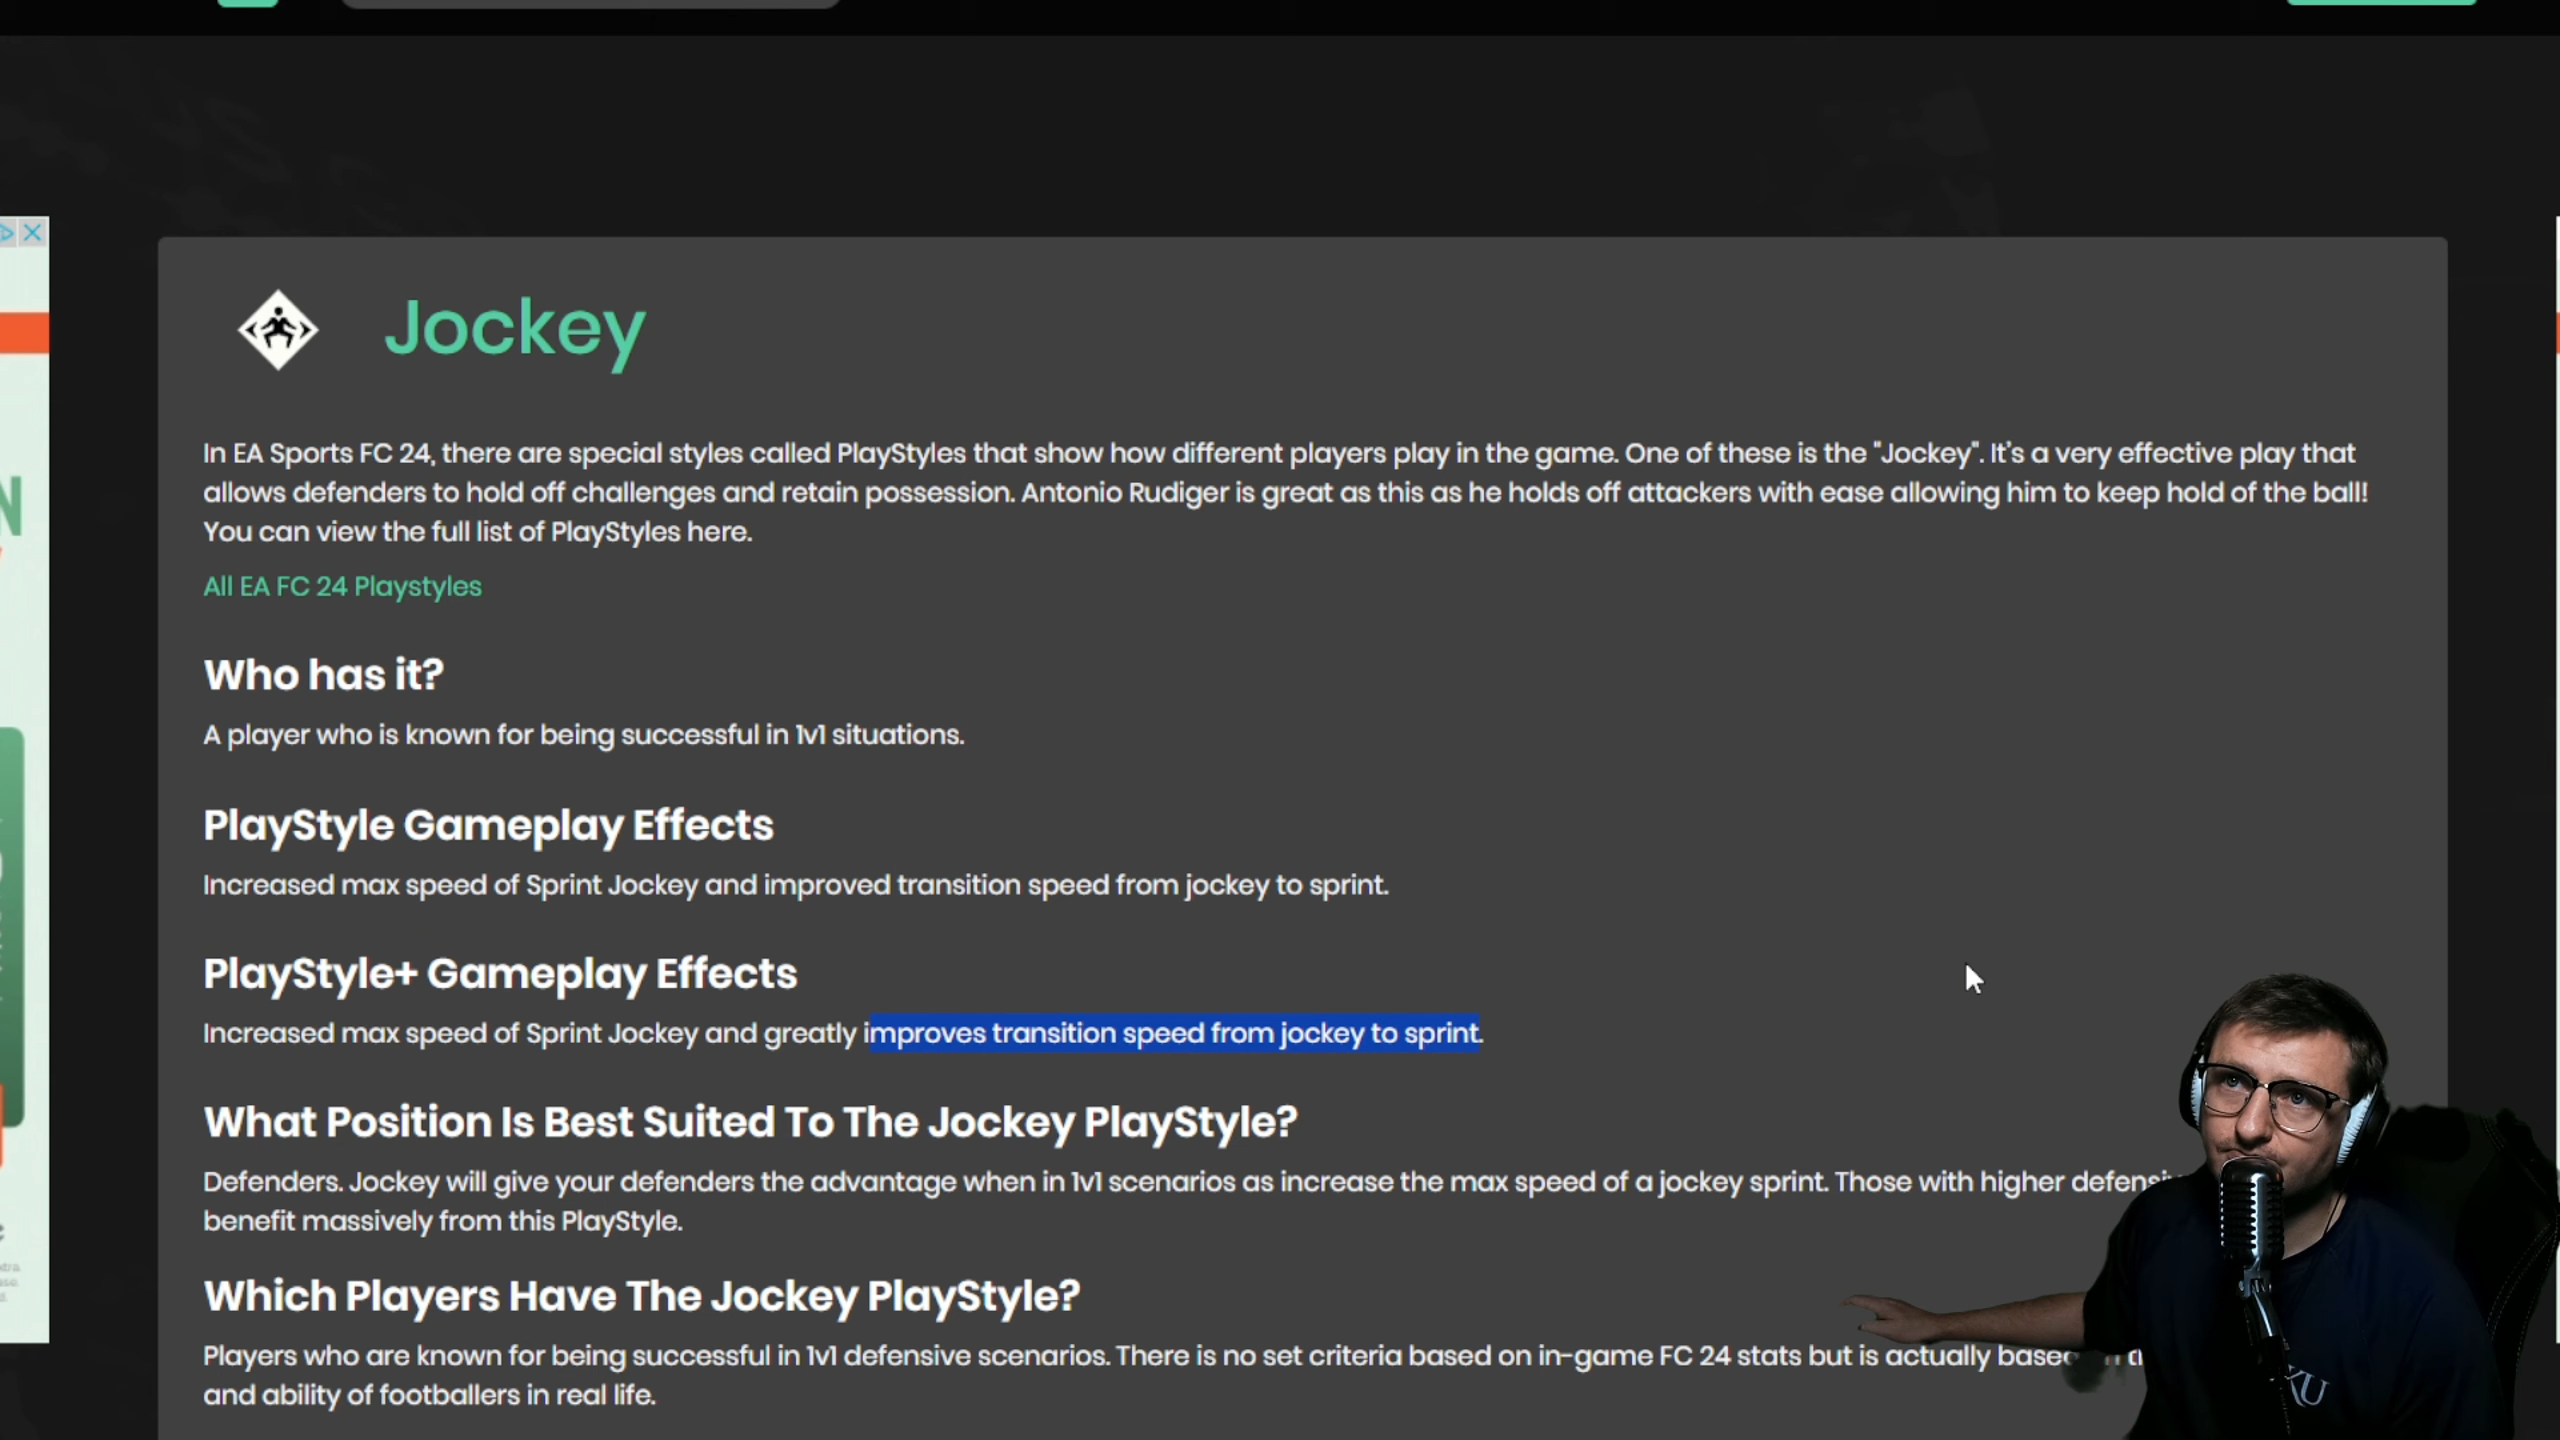 Jockey
In EA Sports FC 24, there are special styles called PlayStyles that show how different players play in the game. One of these is the "Jockey". It's a very effective play that
allows defenders to hold off challenges and retain possession. Antonio Rudiger is great as this as he holds off attackers with ease allowing him to keep hold of the ball!
You can view the full list of PlayStyles here.
All EA FC 24 Playstyles
Who has it?
A player who is known for being successful in 1v1 situations.
PlayStyle Gameplay Effects
Increased max speed of Sprint Jockey and improved transition speed from jockey to sprint.
PlayStyle+ Gameplay Effects
Increased max speed of Sprint Jockey and greatly improves transition speed from jockey to sprint.
What Position Is Best Suited To The Jockey PlayStyle?
Defenders. Jockey will give your defenders the advantage when in 1v1 scenarios as increase the max speed of a jockey sprint. Those with higher
benefit massively from this PlayStyle.
Which Players Have The Jockey PlayStyle?
Players who are known for being successful in 1v1 defensive scenarios. There is no set criteria based on in-game FC 24 stats but is actually
and ability of footballers in real life.